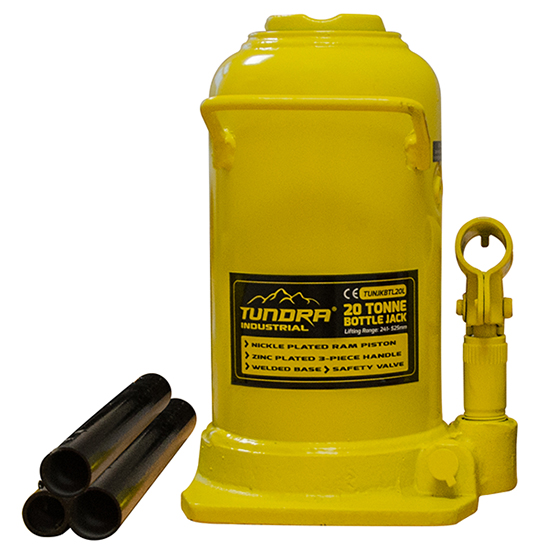 TUNDRA®
INDUSTRIAL
CE TUNJKBTL20L
20 TONNE
BOTTLE JACK
Lifting Range: 241- 525mm
> NICKLE PLATED RAM PISTON
> ZINC PLATED 3-PIECE HANDLE
> WELDED BASE > SAFETY VALVE